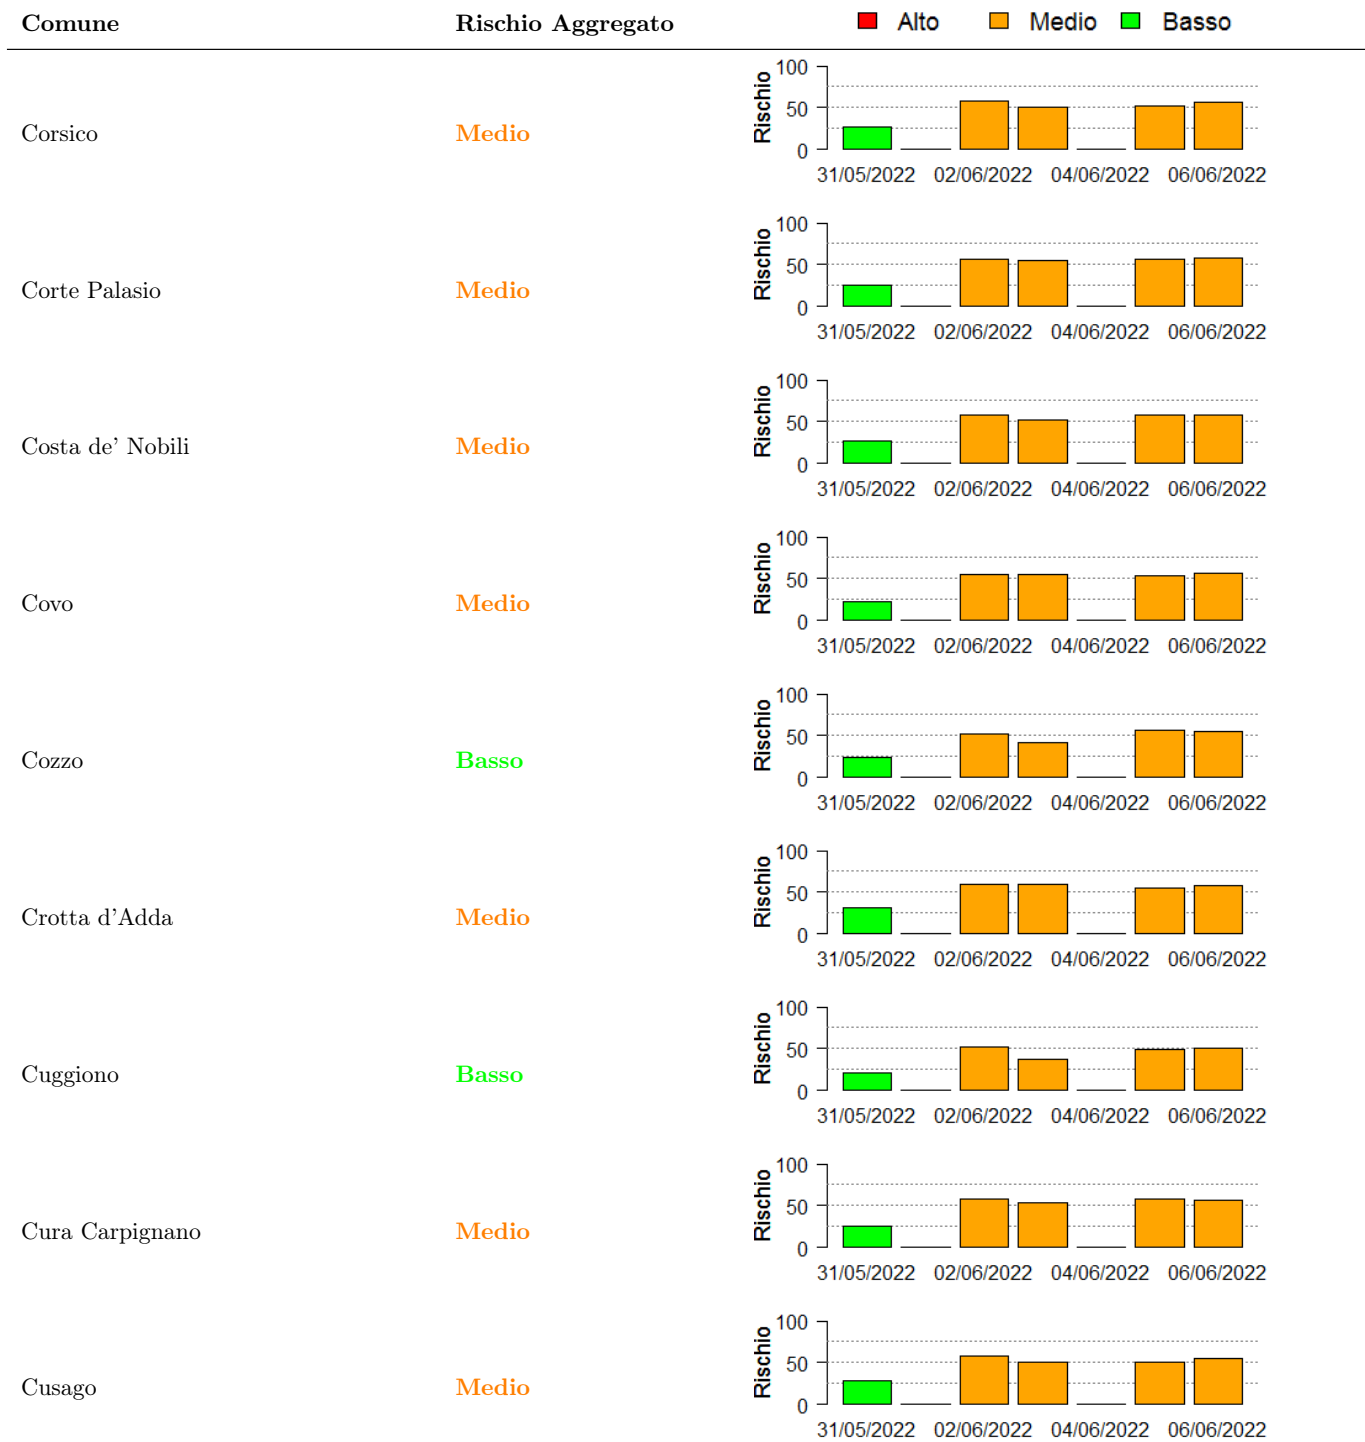 Comune Rischio Aggregato Alto Medio Basso
Corsico Medio
Rischio
100
50
0
31/05/2022 02/06/2022 04/06/2022 06/06/2022
Corte Palasio Medio
Rischio
100
50
0
31/05/2022 02/06/2022 04/06/2022 06/06/2022
Costa de' Nobili Medio
Rischio
100
50
0
31/05/2022 02/06/2022 04/06/2022 06/06/2022
Covo Medio
Rischio
100
50
0
31/05/2022 02/06/2022 04/06/2022 06/06/2022
Cozzo Basso
Rischio
100
50
0
31/05/2022 02/06/2022 04/06/2022 06/06/2022
Crotta d'Adda Medio
Rischio
100
50
0
31/05/2022 02/06/2022 04/06/2022 06/06/2022
Cuggiono Basso
Rischio
100
50
0
31/05/2022 02/06/2022 04/06/2022 06/06/2022
Cura Carpignano Medio
Rischio
100
50
0
31/05/2022 02/06/2022 04/06/2022 06/06/2022
Cusago Medio
Rischio
100
50
0
31/05/2022 02/06/2022 04/06/2022 06/06/2022